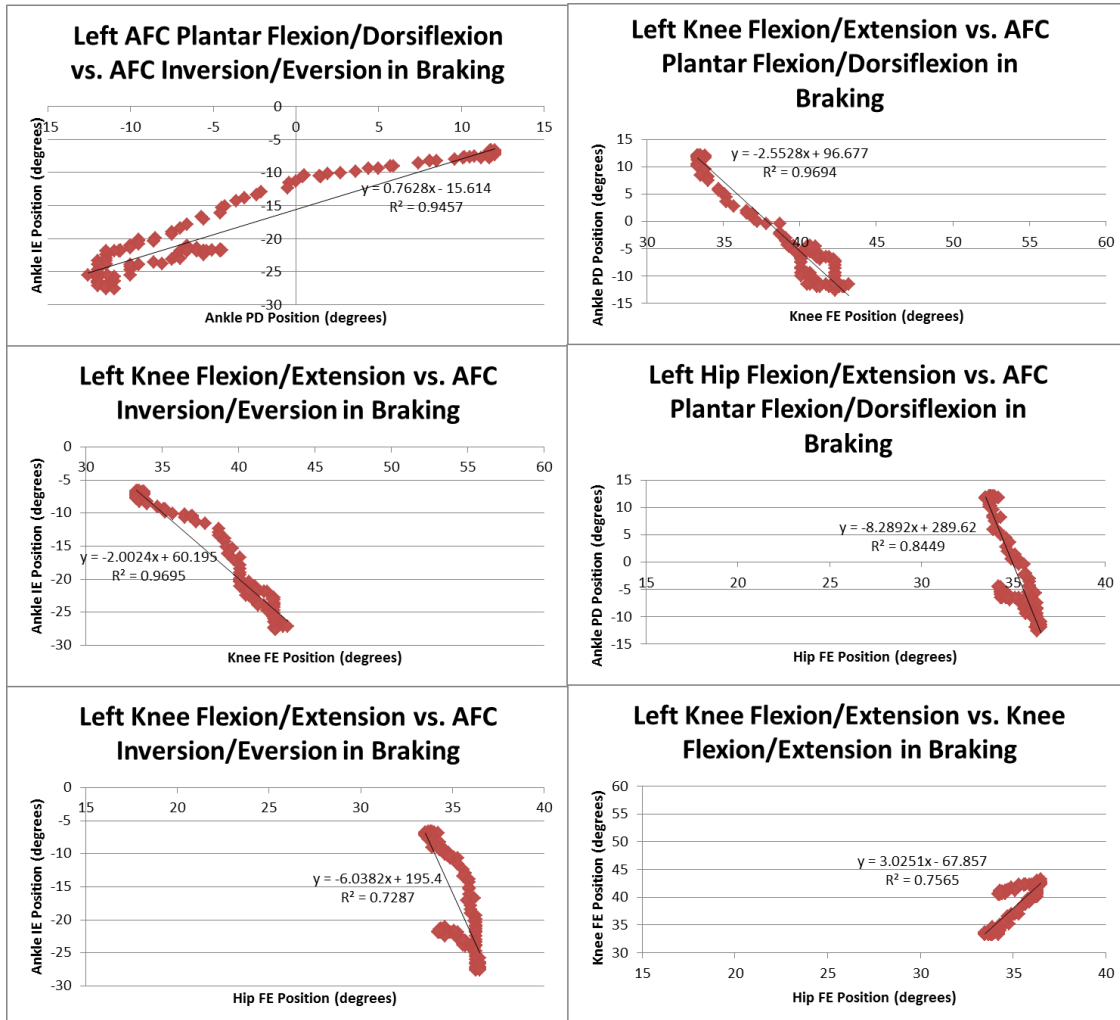 Left AFC Plantar Flexion/Dorsiflexion
vs. AFC Inversion/Eversion in Braking
0
15 -10 -5 0 5 10 15
-5
-10
-15
-20
-25
-30
y = 0.7628x - 15.614
R² = 0.9457
Ankle IE Position (degrees)
Ankle PD Position (degrees)
Left Knee Flexion/Extension vs. AFC
Plantar Flexion/Dorsiflexion in
Braking
15
10
5
0
-5
-10
-15
30 35 40 45 50 55 60
y = -2.5528x + 96.677
R² = 0.9694
Ankle PD Position (degrees)
Knee FE Position (degrees)
Left Knee Flexion/Extension vs. AFC
Inversion/Eversion in Braking
0
30 35 40 45 50 55 60
-5
-10
-15
-20
-25
-30
y = -2.0024x + 60.195
R² = 0.9695
Ankle IE Position (degrees)
Knee FE Position (degrees)
Left Hip Flexion/Extension vs. AFC
Plantar Flexion/Dorsiflexion in
Braking
15
10
5
0
-5
-10
-15
15 20 30 35 40
y = -8.2892x + 289.62
R² = 0.8449
Ankle PD Position (degrees)
Hip FE Position (degrees)
Left Knee Flexion/Extension vs. AFC
Inversion/Eversion in Braking
0
15 20 30 35 40
-5
-10
-15
-20
-25
-30
y = -6.0382x + 195.4
R² = 0.7287
Ankle IE Position (degrees)
Hip FE Position (degrees)
Left Knee Flexion/Extension vs. Knee
Flexion/Extension in Braking
60
55
50
45
40
35
30
15 20 25 30 35 40
y = 3.0251x - 67.857
R² = 0.7565
Knee FE Position (degrees)
Hip FE Position (degrees)